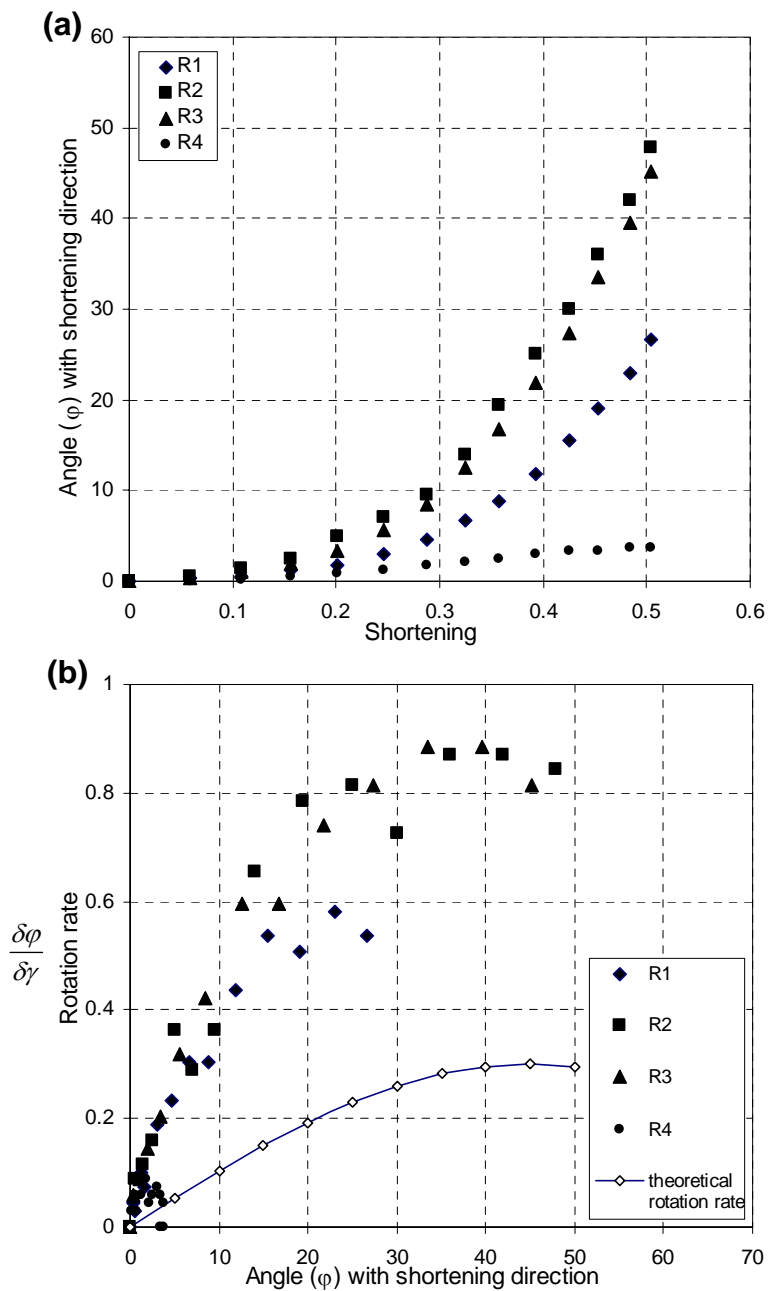 (a)
60
50
40
30
20
10
0
Angle (φ) with shortening direction
R1
R2
R3
R4
0 0.1 0.2 0.3 0.4 0.5 0.6
Shortening
(b)
1
0.8
0.6
0.4
0.2
0
δφ
δγ
Rotation rate
R1
R2
R3
R4
theoretical
rotation rate
0 10 20 30 40 50 60 70
Angle (φ) with shortening direction